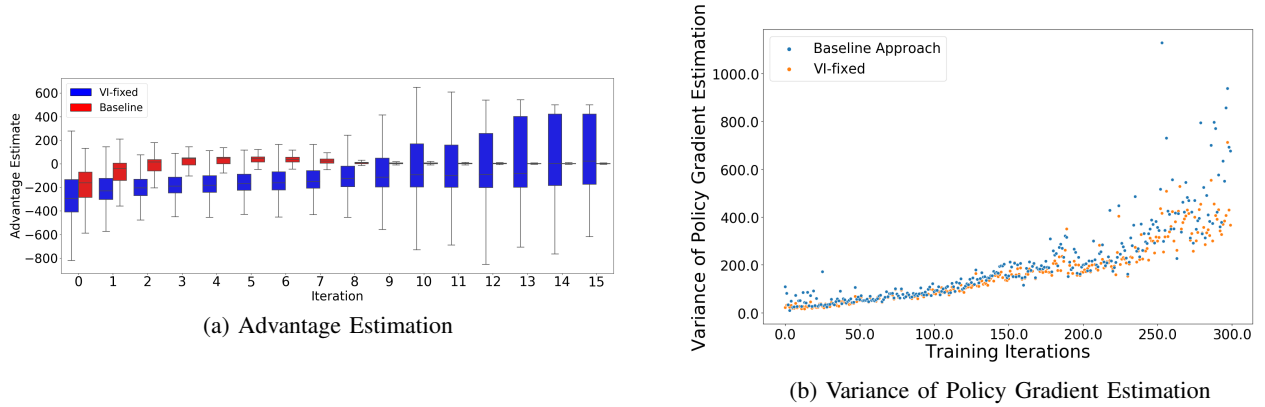 VI-fixed
Baseline
Advantage Estimate
600
400
200
0
−200
−400
−600
−800
0 1 2 3 4 5 6 7 8 9 10 11 12 13 14 15
Iteration
(a) Advantage Estimation
Baseline Approach
VI-fixed
Variance of Policy Gradient Estimation
1000.0
800.0
600.0
400.0
200.0
0.0
0.0 50.0 100.0 150.0 200.0 250.0 300.0
Training Iterations
(b) Variance of Policy Gradient Estimation